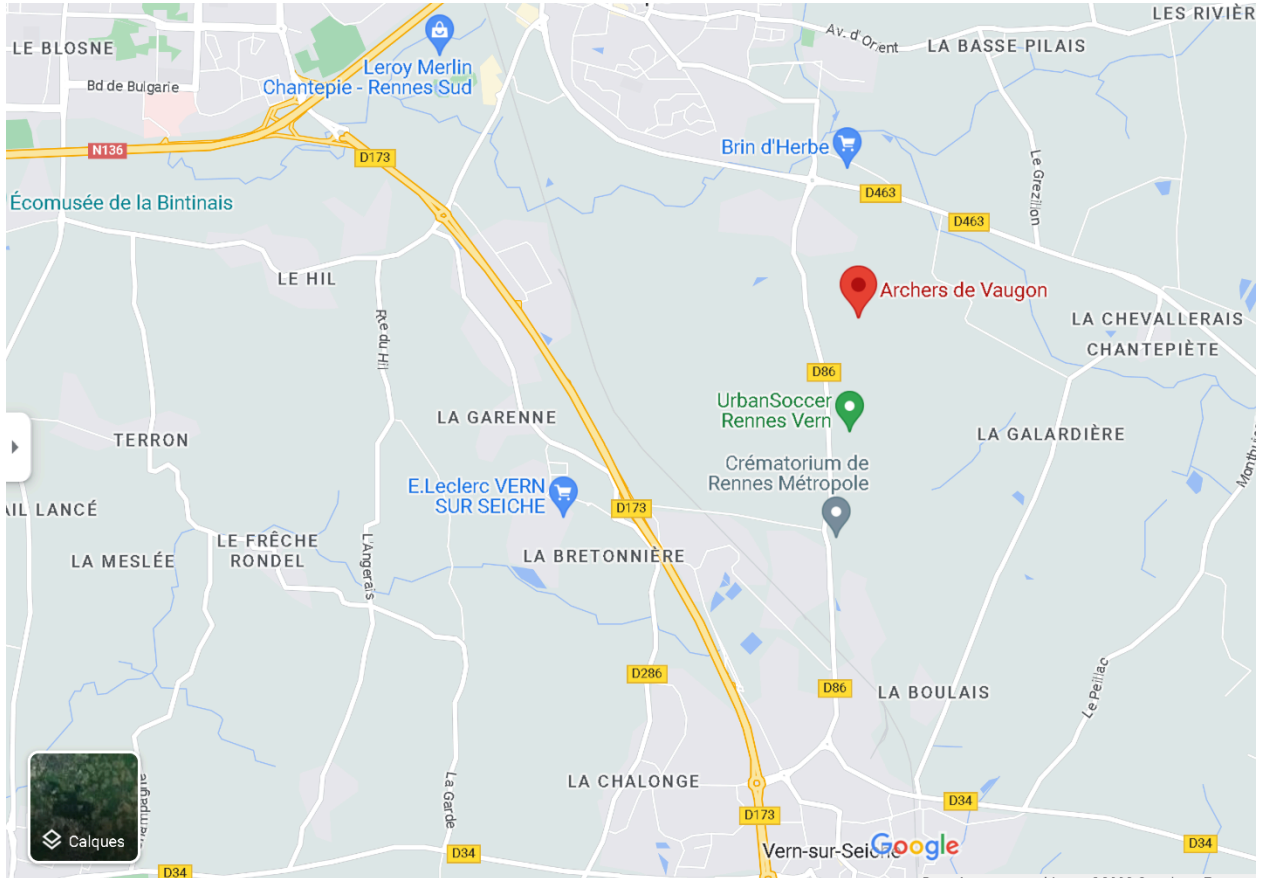 LES RIVIÈR
LE BLOSNE
Av. d'Orient
LA BASSE PILAIS
Leroy Merlin
Chantepie - Rennes Sud
Bd de Bulgarie
N136
D173
Brin d'Herbe
Le Grezillon
D463
D463
Écomusée de la Bintinais
LE HIL
Rte du Hil
Archers de Vaugon
LA CHEVALLERAIS
CHANTEPIÈTE
D86
UrbanSoccer
Rennes Vern
LA GARENNE
TERRON
LA GALARDIÈRE
Crématorium de
Rennes Métropole
E.Leclerc VERN
SUR SEICHE
D173
AIL LANCÉ
LE FRÊCHE
RONDEL
LA MESLÉE
L'Angerais
LA BRETONNIÈRE
D286
D86
LA BOULAIS
Le Peillac
LA CHALONGE
La Garde
D34
D173
Calques
Vern-sur-Seiche
Google
D34
D34
D34